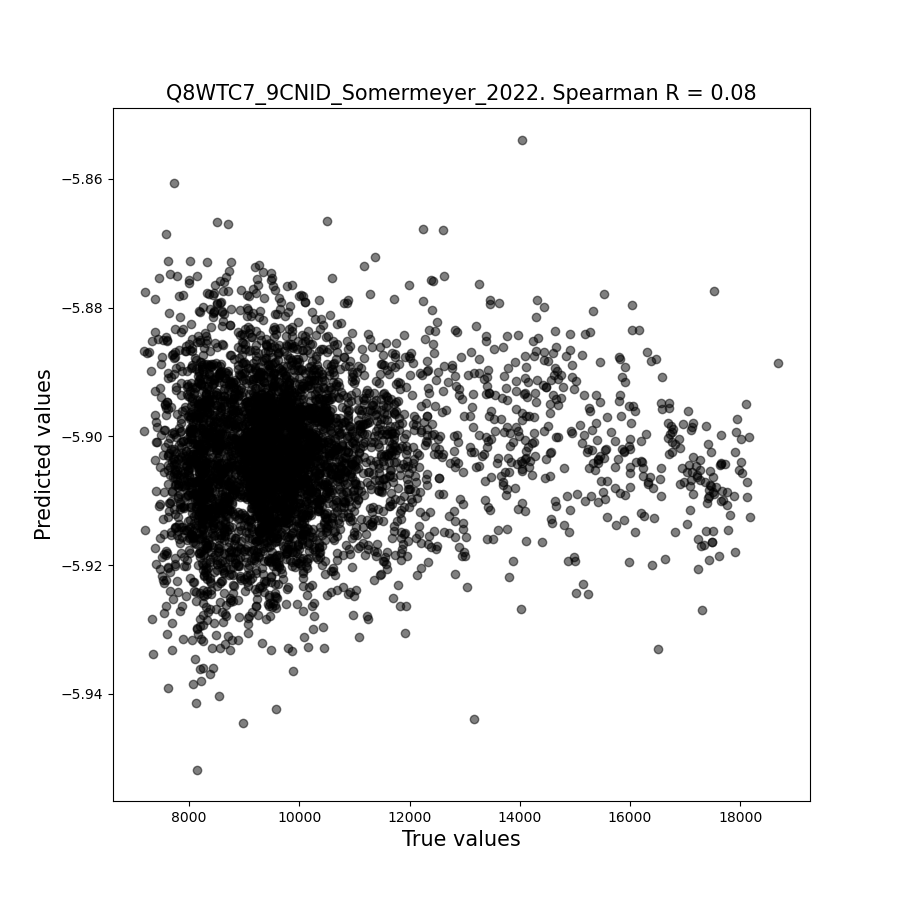 Q8WTC7_9CNID_Somermeyer_2022. Spearman R = 0.08
Predicted values
−5.86
−5.88
−5.90
−5.92
−5.94
8000 10000 12000 14000 16000 18000
True values